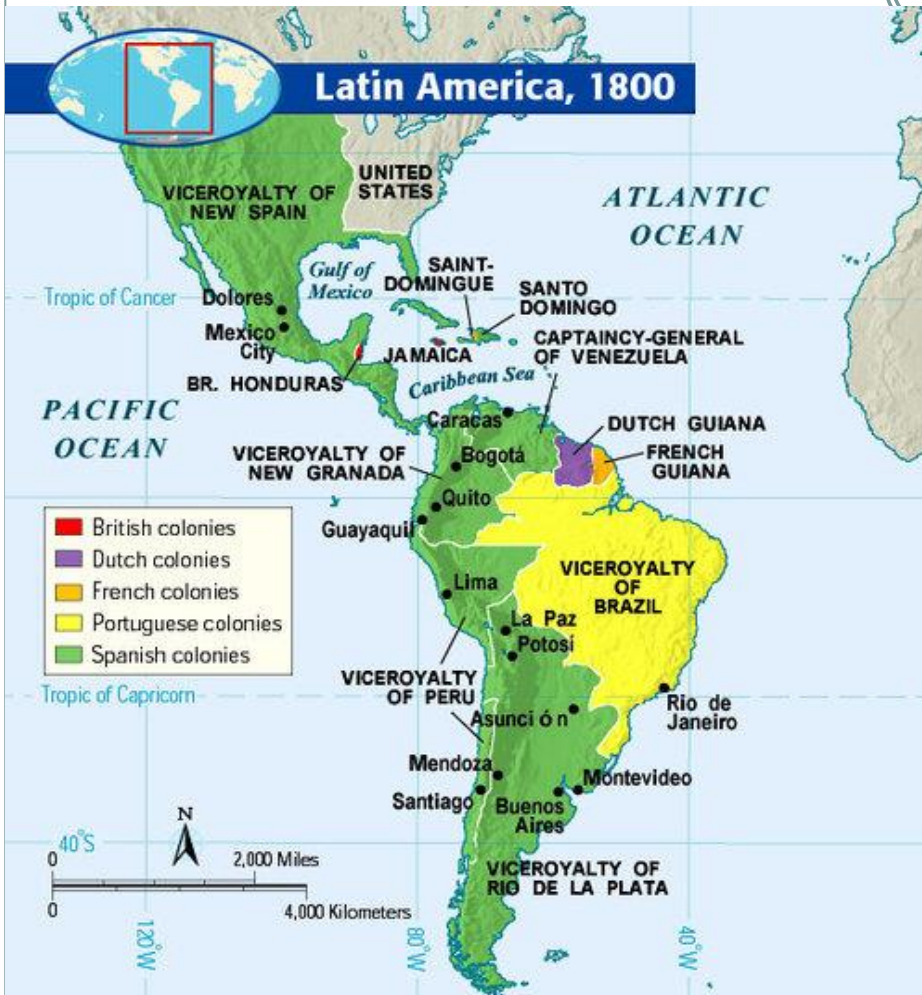 Latin America, 1800
UNITED
STATES
VICEROYALTY OF
NEW SPAIN
ATLANTIC
OCEAN
Gulf of
Mexico
SAINT-
DOMINGUE
SANTO
DOMINGO
Tropic of Cancer
Dolores
Mexico
City
CAPTAINCY-GENERAL
OF VENEZUELA
JAMAICA
BR. HONDURAS
Caribbean Sea
PACIFIC
OCEAN
Caracas
DUTCH GUIANA
VICEROYALTY OF
NEW GRANADA
Bogotá
FRENCH
GUIANA
Quito
Guayaquil
British colonies
Dutch colonies
French colonies
Portuguese colonies
Spanish colonies
Lima
VICEROYALTY
OF
BRAZIL
La Paz
Potosí
VICEROYALTY
OF PERU
Tropic of Capricorn
Asunci ó n
Rio de
Janeiro
Mendoza
Santiago
Montevideo
Buenos
Aires
N
40°S
0
2,000 Miles
0
4,000 Kilometers
VICEROYALTY OF
RIO DE LA PLATA
120°W
80°W
40°W